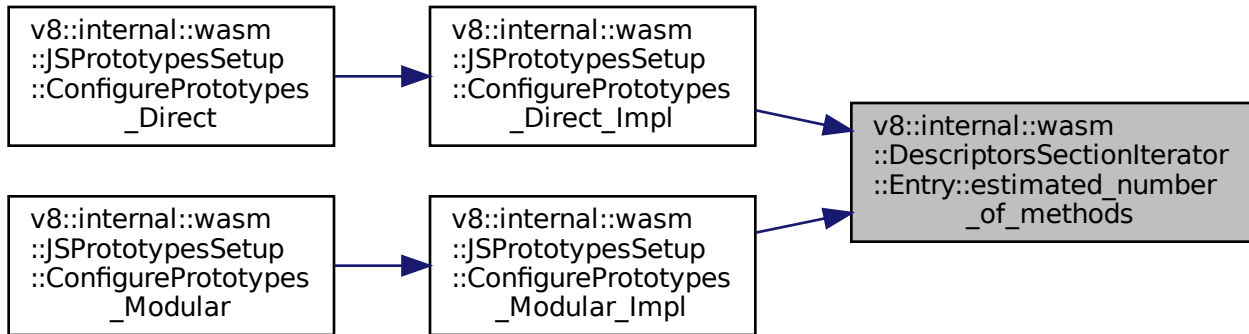 v8::internal::wasm
::JSPrototypesSetup
::ConfigurePrototypes
_Direct
v8::internal::wasm
::JSPrototypesSetup
::ConfigurePrototypes
_Direct_Impl
v8::internal::wasm
::DescriptorsSectionIterator
::Entry::estimated_number
_of_methods
v8::internal::wasm
::JSPrototypesSetup
::ConfigurePrototypes
_Modular
v8::internal::wasm
::JSPrototypesSetup
::ConfigurePrototypes
_Modular_Impl